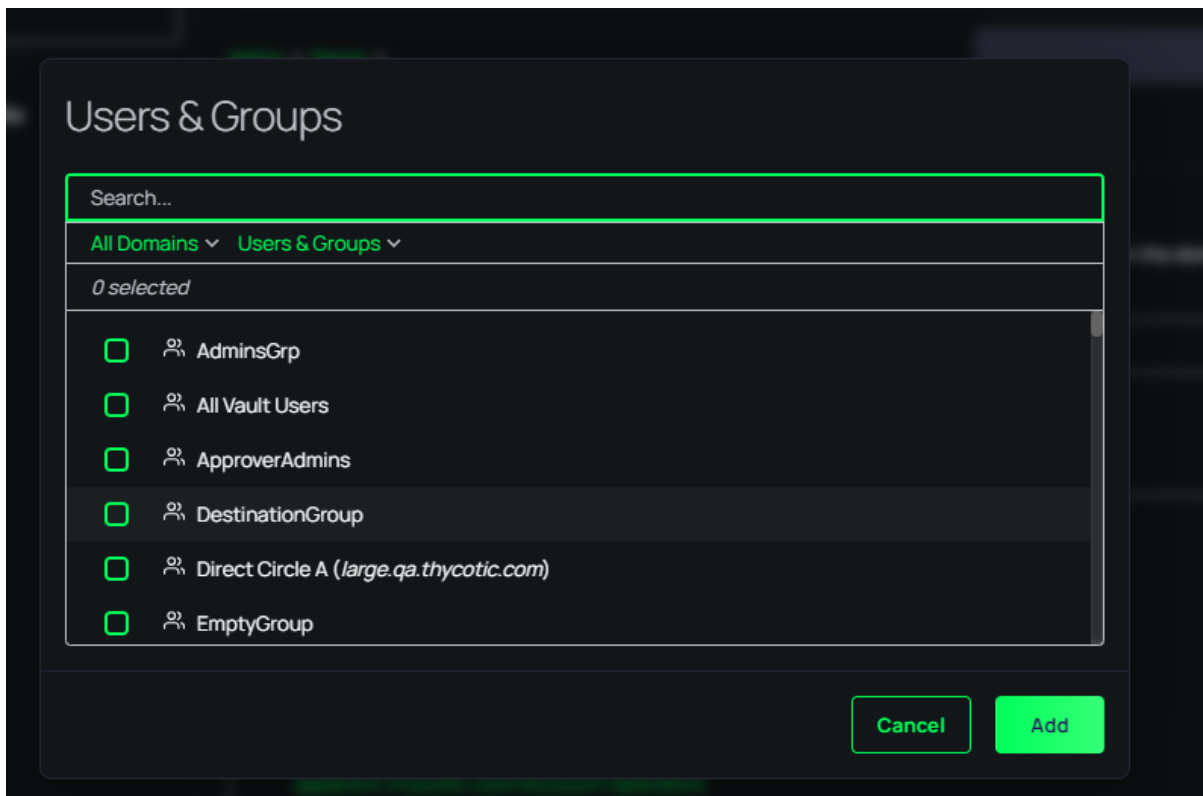 Users & Groups
Search...
All Domains Users & Groups
0 selected
AdminsGrp
All Vault Users
ApproverAdmins
DestinationGroup
Direct Circle A (large.qa.thycotic.com)
EmptyGroup
Cancel Add